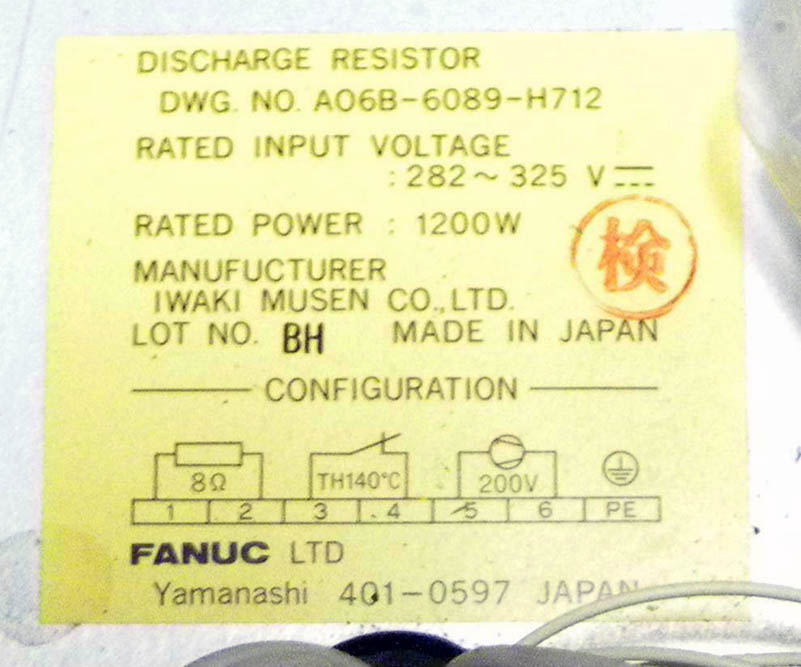 DISCHARGE RESISTOR
DWG. NO. A06B-6089-H712
RATED INPUT VOLTAGE
: 282～325 V ⎓
RATED POWER : 1200W
検
MANUFUCTURER
IWAKI MUSEN CO.,LTD.
LOT NO. BH MADE IN JAPAN
CONFIGURATION
8Ω TH140°C 200V
1 2 3 4 5 6 PE
FANUC LTD
Yamanashi 401-0597 JAPAN